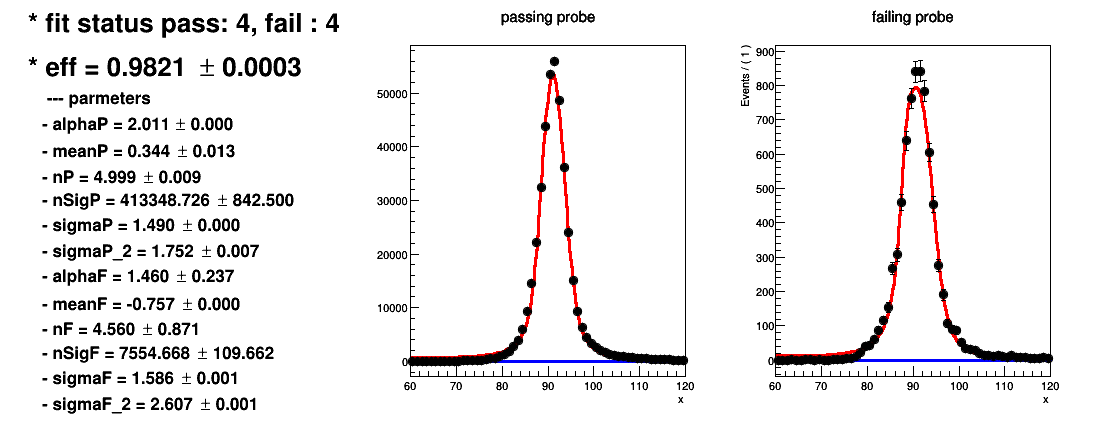 * fit status pass: 4, fail : 4
* eff = 0.9821 ± 0.0003
--- parmeters
- alphaP = 2.011 ± 0.000
- meanP = 0.344 ± 0.013
- nP = 4.999 ± 0.009
- nSigP = 413348.726 ± 842.500
- sigmaP = 1.490 ± 0.000
- sigmaP_2 = 1.752 ± 0.007
- alphaF = 1.460 ± 0.237
- meanF = -0.757 ± 0.000
- nF = 4.560 ± 0.871
- nSigF = 7554.668 ± 109.662
- sigmaF = 1.586 ± 0.001
- sigmaF_2 = 2.607 ± 0.001
passing probe
50000
40000
30000
20000
10000
0
60 70 80 90 100 110 120
x
failing probe
Events / ( 1 )
900
800
700
600
500
400
300
200
100
0
60 70 80 90 100 110 120
x